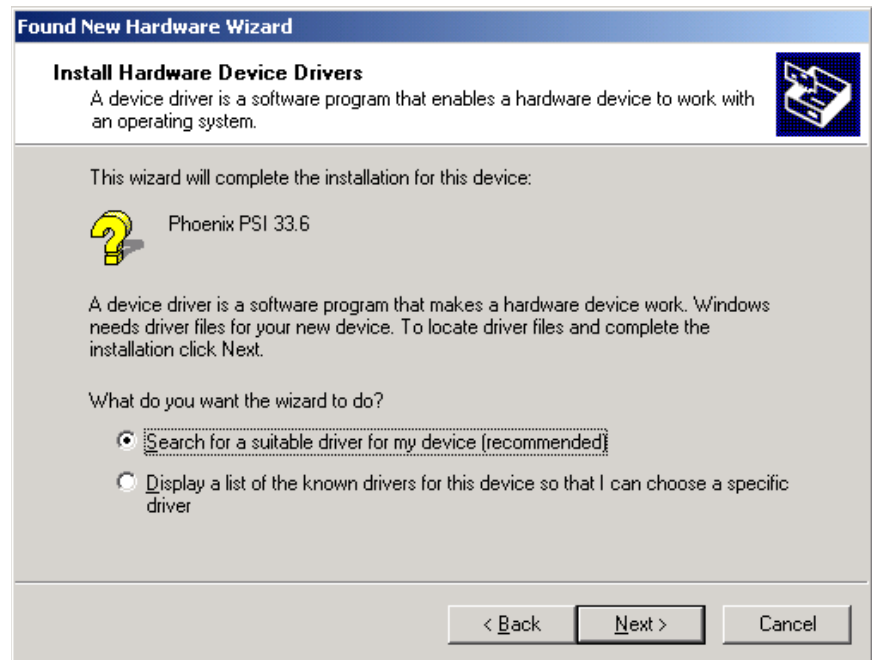 Found New Hardware Wizard
Install Hardware Device Drivers
A device driver is a software program that enables a hardware device to work with
an operating system.
This wizard will complete the installation for this device:
Phoenix PSI 33.6
A device driver is a software program that makes a hardware device work. Windows
needs driver files for your new device. To locate driver files and complete the
installation click Next.
What do you want the wizard to do?
Search for a suitable driver for my device (recommended)
Display a list of the known drivers for this device so that I can choose a specific
driver
< Back Next > Cancel